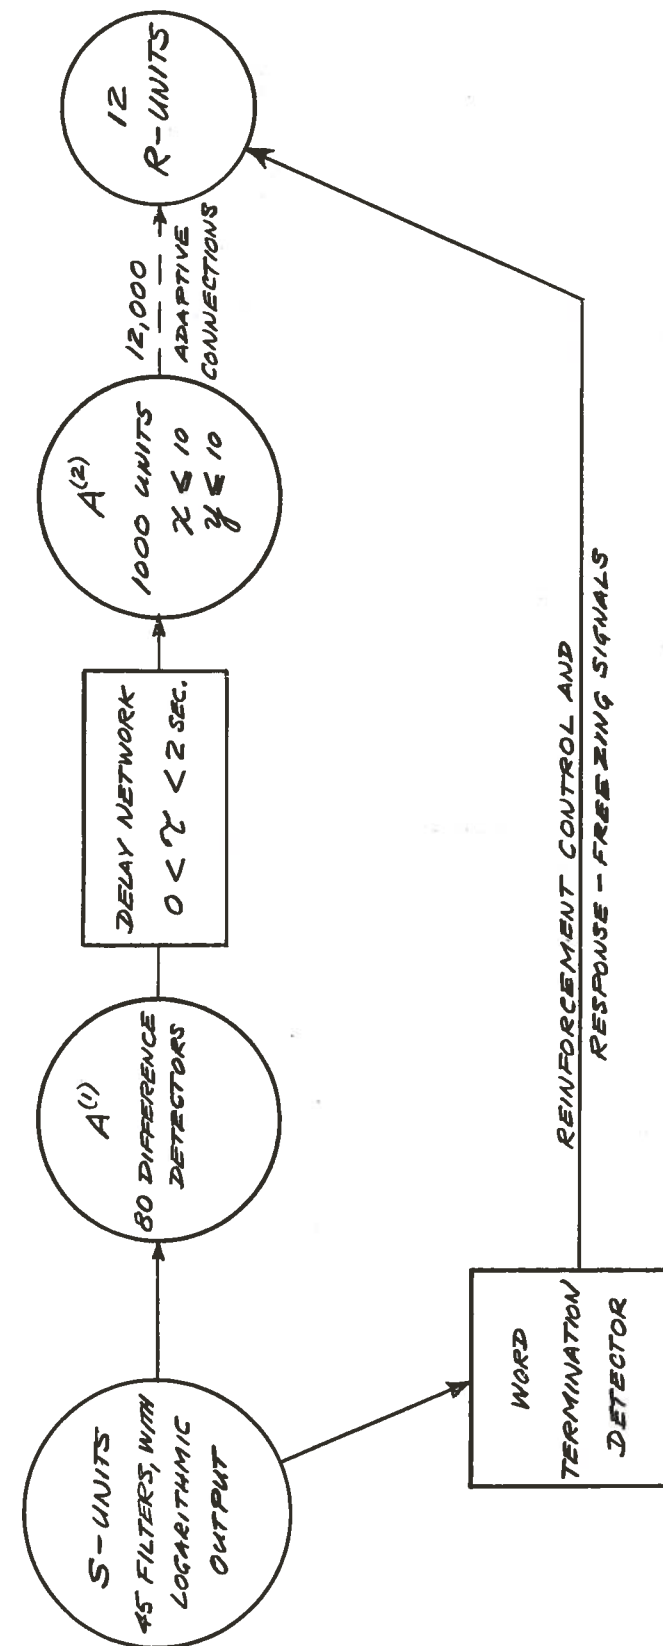 S-UNITS
45 FILTERS, WITH
LOGARITHMIC
OUTPUT
A(1)
80 DIFFERENCE
DETECTORS
DELAY NETWORK
0 < τ < 2 SEC.
A(2)
1000 UNITS
x ≤ 10
y ≤ 10
12,000
ADAPTIVE
CONNECTIONS
12
R-UNITS
WORD
TERMINATION
DETECTOR
REINFORCEMENT CONTROL AND
RESPONSE-FREEZING SIGNALS